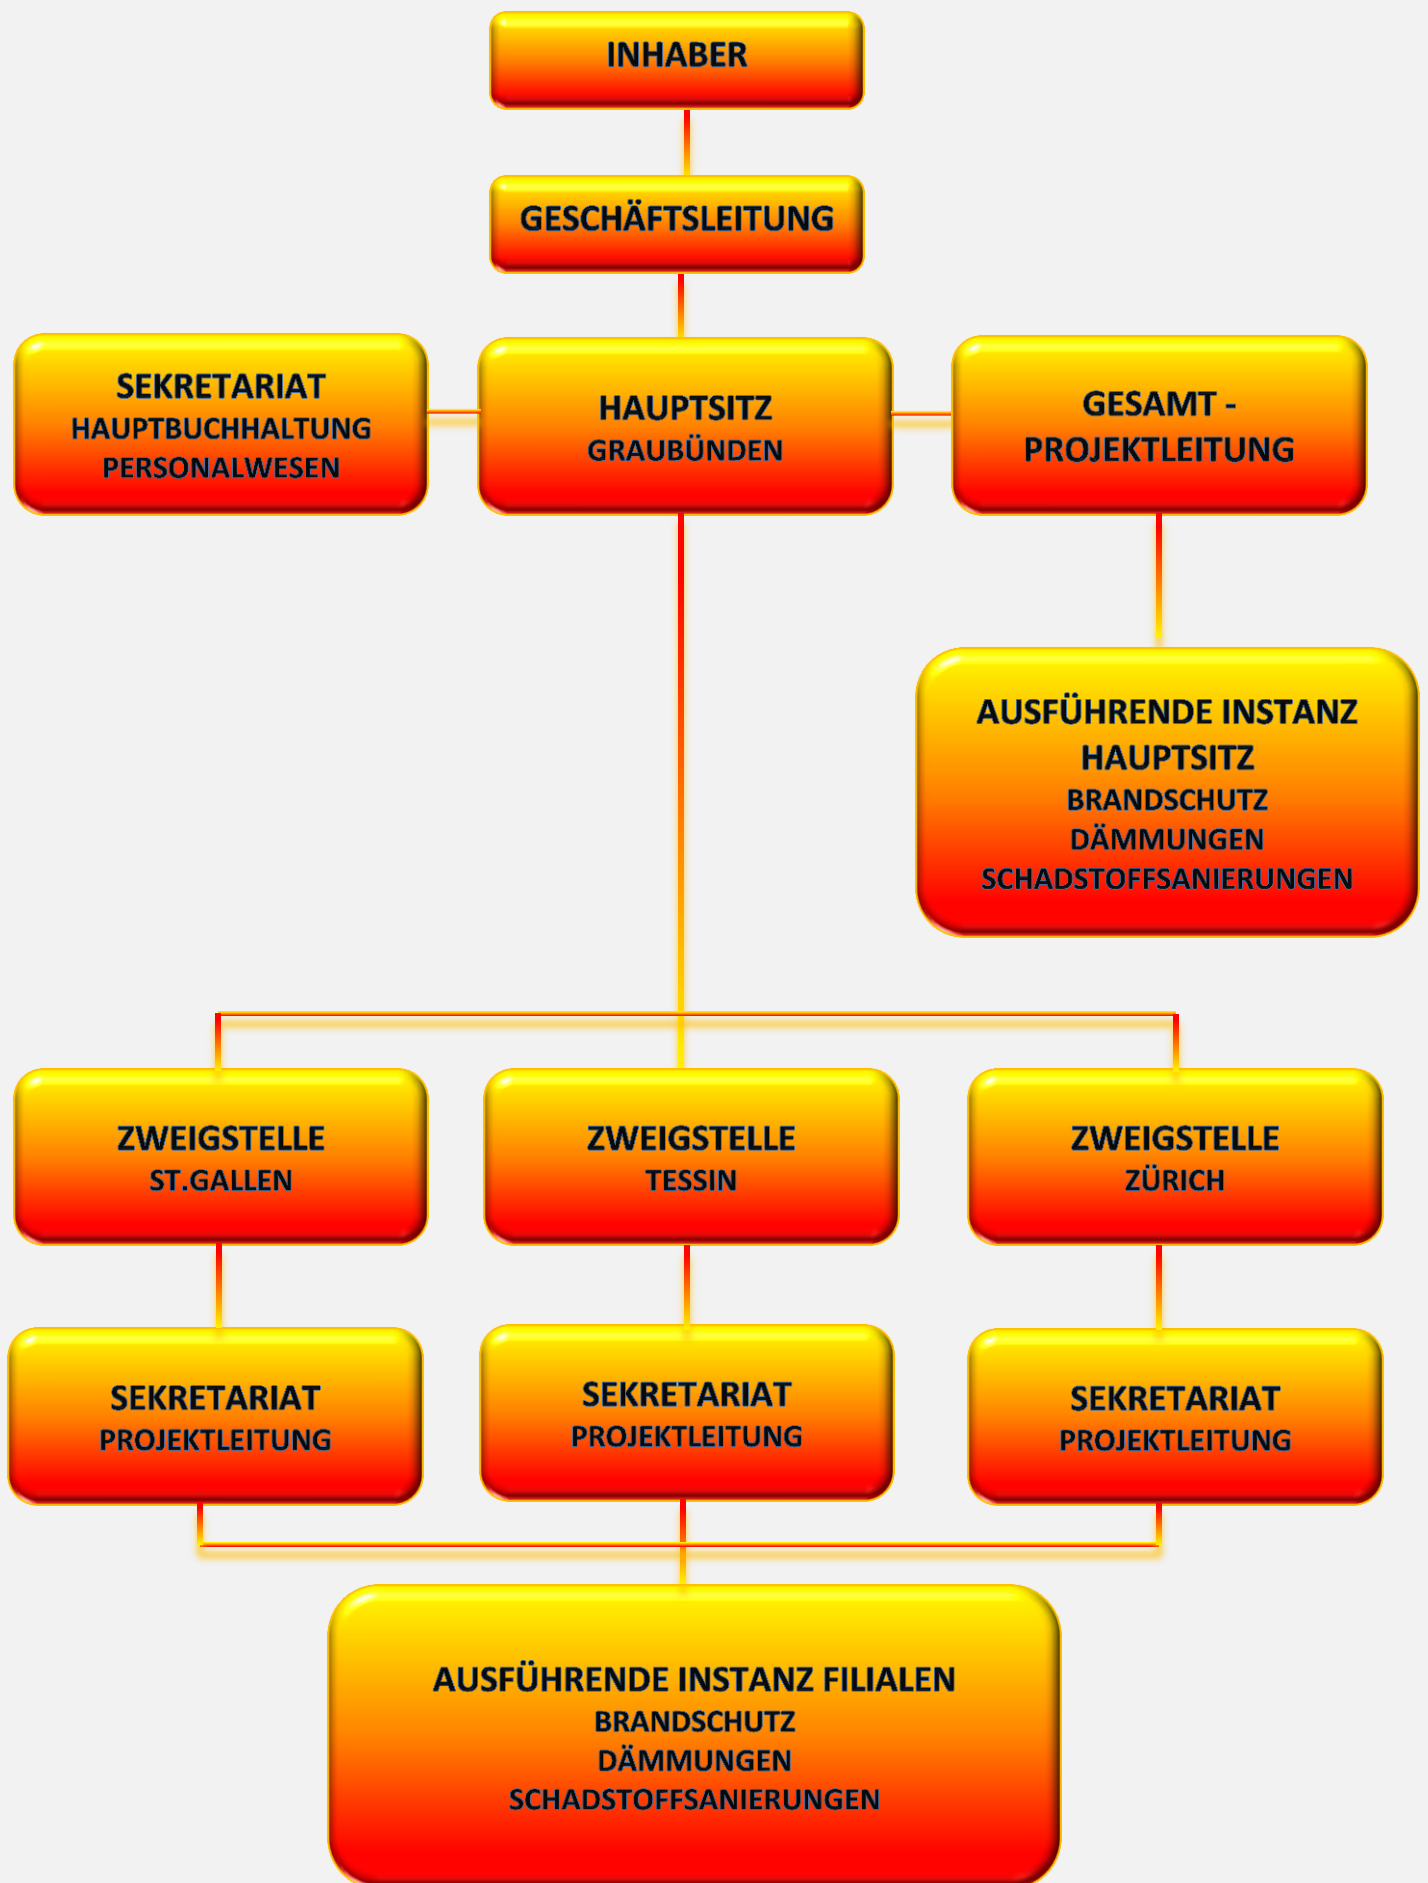 INHABER
GESCHÄFTSLEITUNG
SEKRETARIAT
HAUPTBUCHHALTUNG
PERSONALWESEN
HAUPTSITZ
GRAUBÜNDEN
GESAMT -
PROJEKTLEITUNG
AUSFÜHRENDE INSTANZ
HAUPTSITZ
BRANDSCHUTZ
DÄMMUNGEN
SCHADSTOFFSANIERUNGEN
ZWEIGSTELLE
ST.GALLEN
ZWEIGSTELLE
TESSIN
ZWEIGSTELLE
ZÜRICH
SEKRETARIAT
PROJEKTLEITUNG
SEKRETARIAT
PROJEKTLEITUNG
SEKRETARIAT
PROJEKTLEITUNG
AUSFÜHRENDE INSTANZ FILIALEN
BRANDSCHUTZ
DÄMMUNGEN
SCHADSTOFFSANIERUNGEN